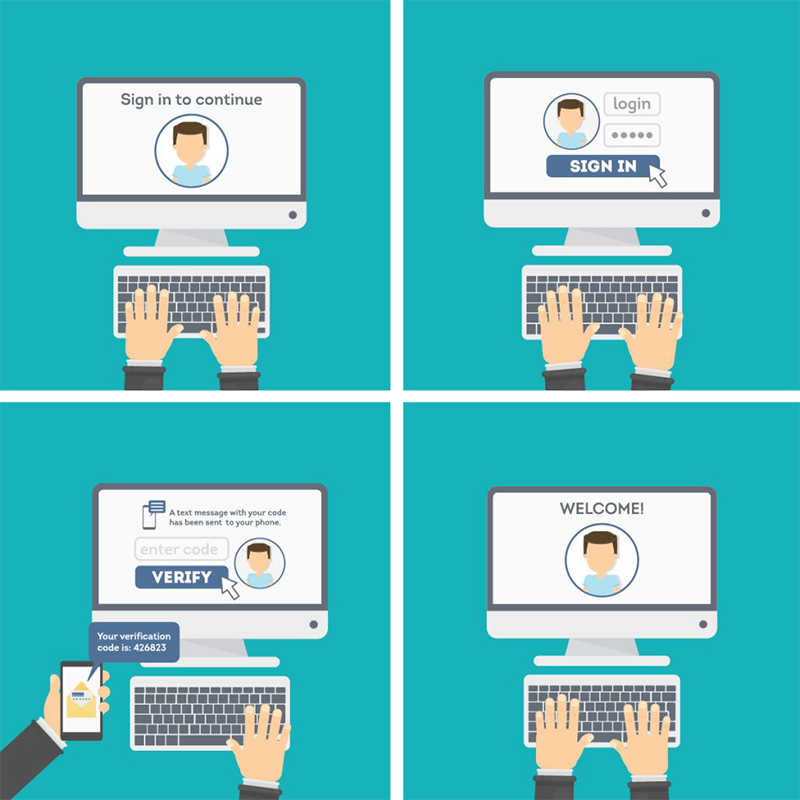 Sign in to continue
login
SIGN IN
A text message with your code
has been sent to your phone.
enter code
VERIFY
Your verification
code is: 426823
WELCOME!